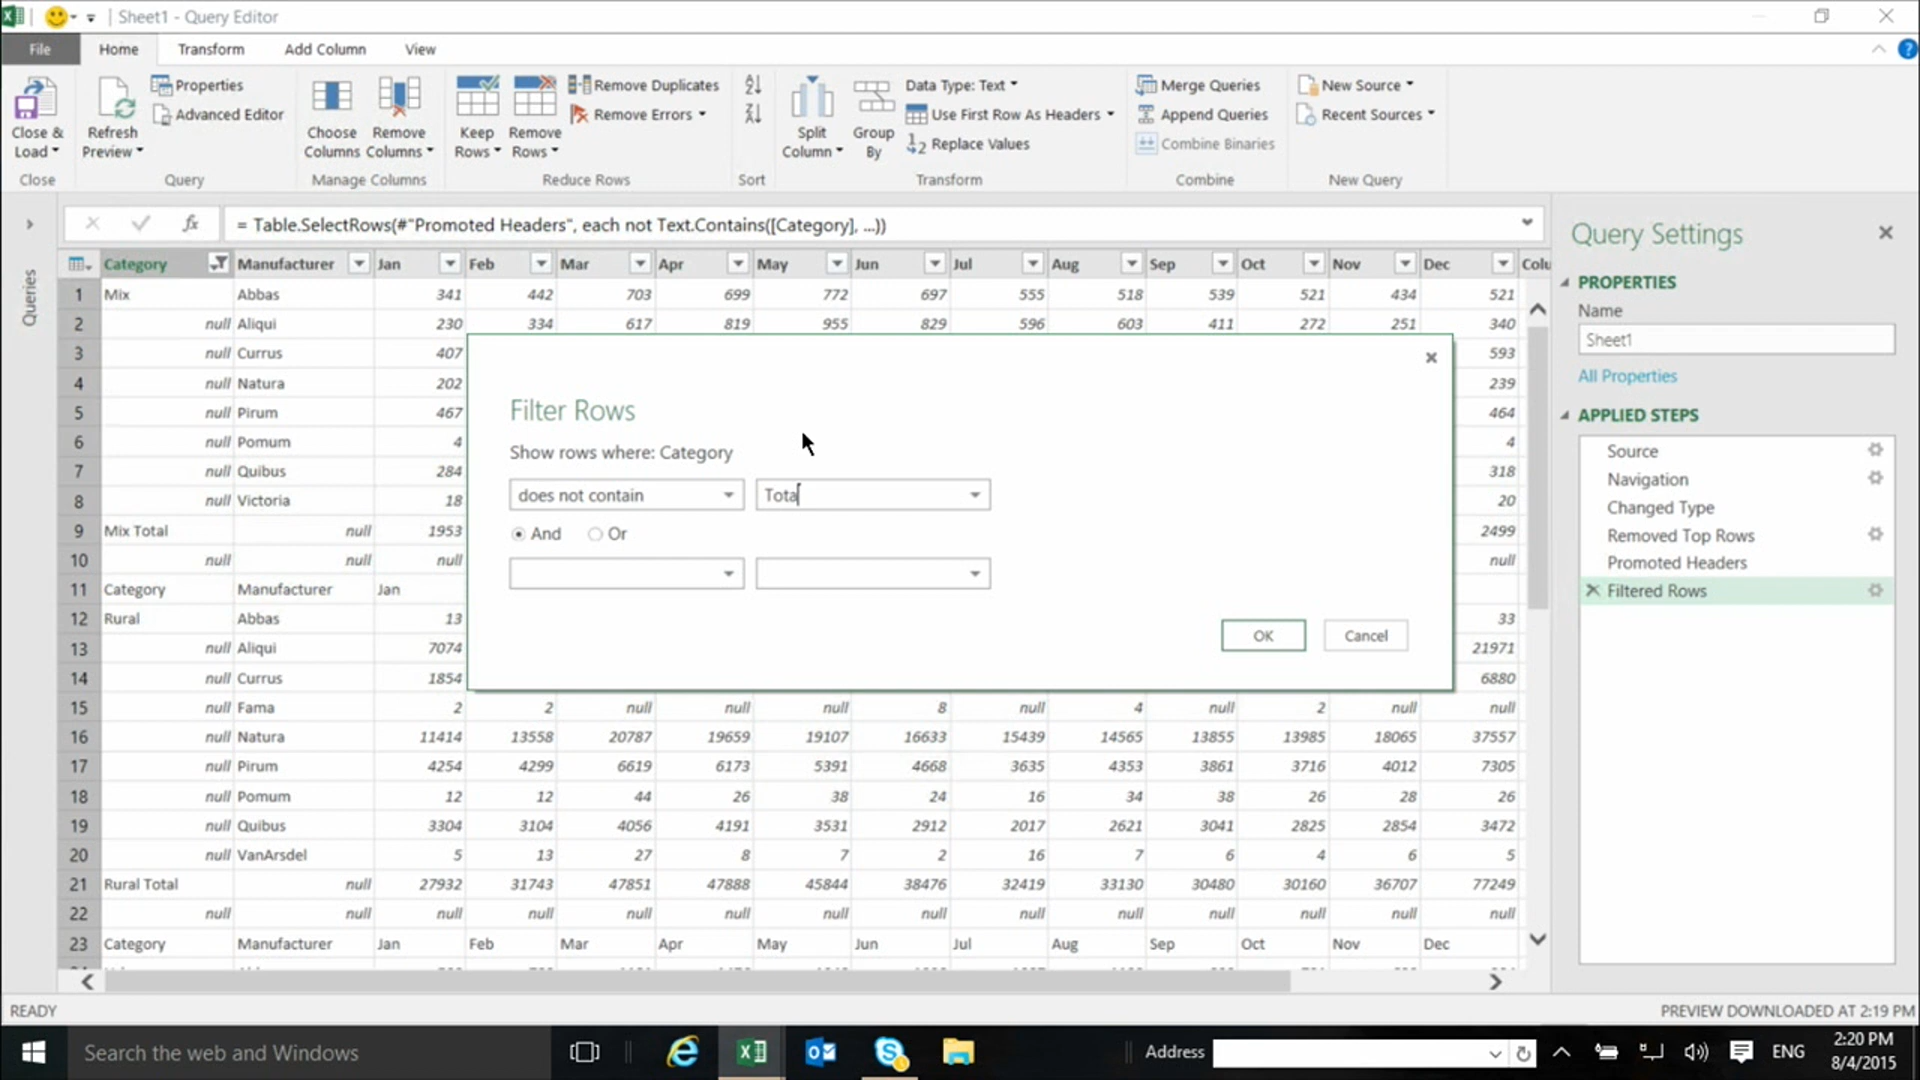 Sheet1 - Query Editor
File Home Transform Add Column View
Close & Load
Refresh Preview
Properties
Advanced Editor
Choose Columns
Remove Columns
Keep Rows
Remove Rows
Remove Duplicates
Remove Errors
Split Column
Group By
Data Type: Text
Use First Row As Headers
Replace Values
Merge Queries
Append Queries
Combine Binaries
New Source
Recent Sources
Close Query Manage Columns Reduce Rows Sort Transform Combine New Query
fx = Table.SelectRows(#"Promoted Headers", each not Text.Contains([Category], ...))
Queries
Category Manufacturer Jan Feb Mar Apr May Jun Jul Aug Sep Oct Nov Dec Colu
1 Mix Abbas 341 442 703 699 772 697 555 518 539 521 434 521
2 null Aliqui 230 334 617 819 955 829 596 603 411 272 251 340
3 null Currus 407 593
4 null Natura 202 239
5 null Pirum 467 464
6 null Pomum 4 4
7 null Quibus 284 318
8 null Victoria 18 20
9 Mix Total null 1953 2499
10 null null null null
11 Category Manufacturer Jan
12 Rural Abbas 13 33
13 null Aliqui 7074 21971
14 null Currus 1854 6880
15 null Fama 2 2 null null null 8 null 4 null 2 null null
16 null Natura 11414 13558 20787 19659 19107 16633 15439 14565 13855 13985 18065 37557
17 null Pirum 4254 4299 6619 6173 5391 4668 3635 4353 3861 3716 4012 7305
18 null Pomum 12 12 44 26 38 24 16 34 38 26 28 26
19 null Quibus 3304 3104 4056 4191 3531 2912 2017 2621 3041 2825 2854 3472
20 null VanArsdel 5 13 27 8 7 2 16 7 6 4 6 5
21 Rural Total null 27932 31743 47851 47888 45844 38476 32419 33130 30480 30160 36707 77249
22 null null null null null null null null null null null null null null
23 Category Manufacturer Jan Feb Mar Apr May Jun Jul Aug Sep Oct Nov Dec
Filter Rows
Show rows where: Category
does not contain Tota
And Or
OK Cancel
Query Settings
PROPERTIES
Name
Sheet1
All Properties
APPLIED STEPS
Source
Navigation
Changed Type
Removed Top Rows
Promoted Headers
Filtered Rows
READY PREVIEW DOWNLOADED AT 2:19 PM
Search the web and Windows
Address
ENG
2:20 PM
8/4/2015